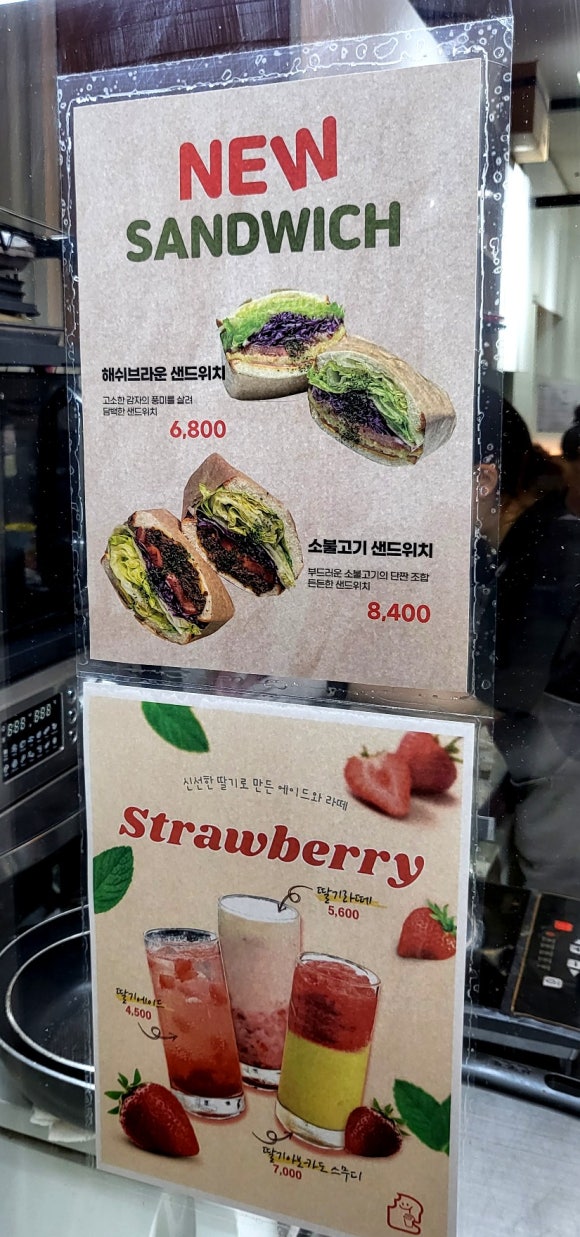 NEW
SANDWICH
해쉬브라운 샌드위치
고소한 감자의 풍미를 살려
담백한 샌드위치
6,800
소불고기 샌드위치
부드러운 소불고기의 단짠 조합
든든한 샌드위치
8,400
신선한 딸기로 만든 에이드와 라떼
Strawberry
딸기라떼
5,600
딸기에이드
4,500
딸기아보카도 스무디
7,000